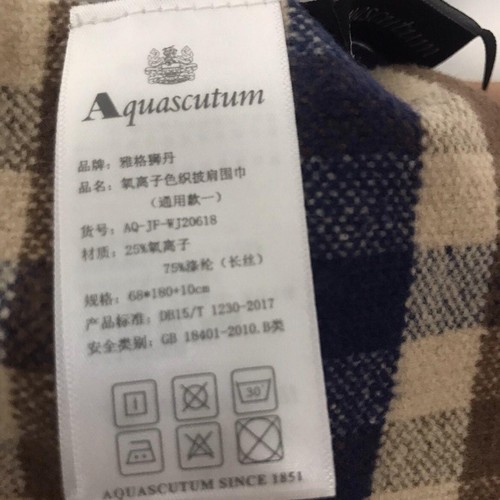 Aquascutum
Aquascutum
品牌：雅格狮丹
品名：氧离子色织披肩围巾
（通用款一）
货号：AQ-JF-WJ20618
材质：25%氧离子
75%涤纶（长丝）
规格：68*180+10cm
产品标准：DB15/T 1230-2017
安全类别：GB 18401-2010.B类
30
AQUASCUTUM SINCE 1851